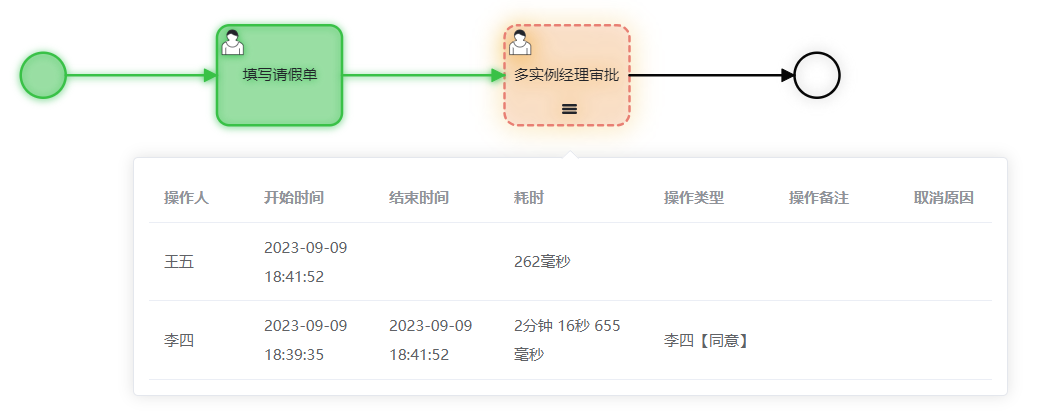 填写请假单
多实例经理审批
操作人 开始时间 结束时间 耗时 操作类型 操作备注 取消原因
王五 2023-09-09 18:41:52 262毫秒
李四 2023-09-09 18:39:35 2023-09-09 18:41:52 2分钟 16秒 655毫秒 李四【同意】